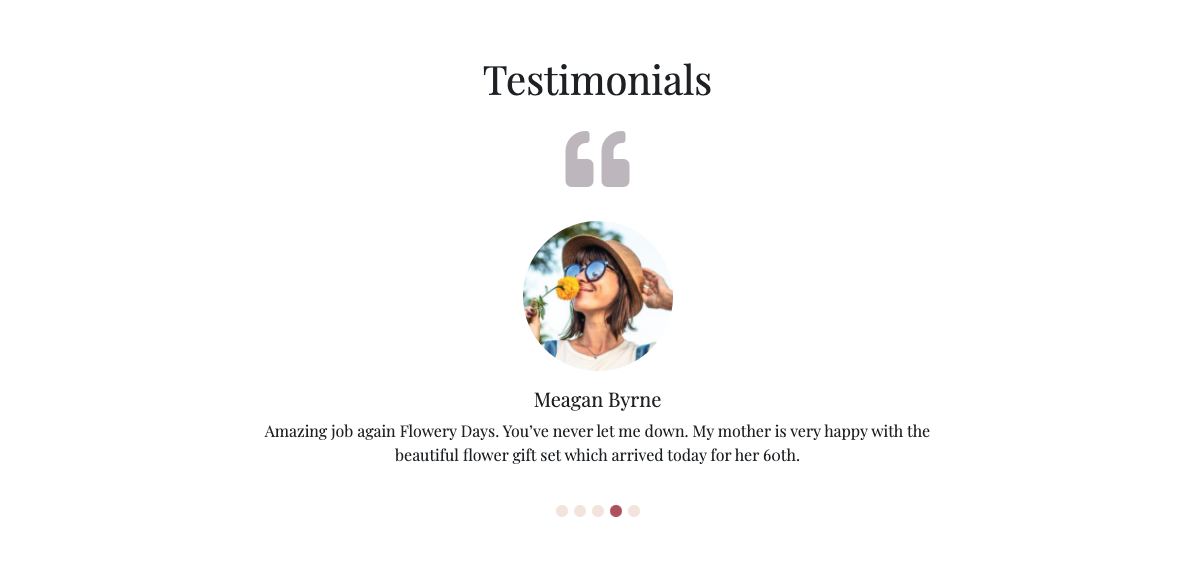 Testimonials
Meagan Byrne
Amazing job again Flowery Days. You’ve never let me down. My mother is very happy with the
beautiful flower gift set which arrived today for her 60th.